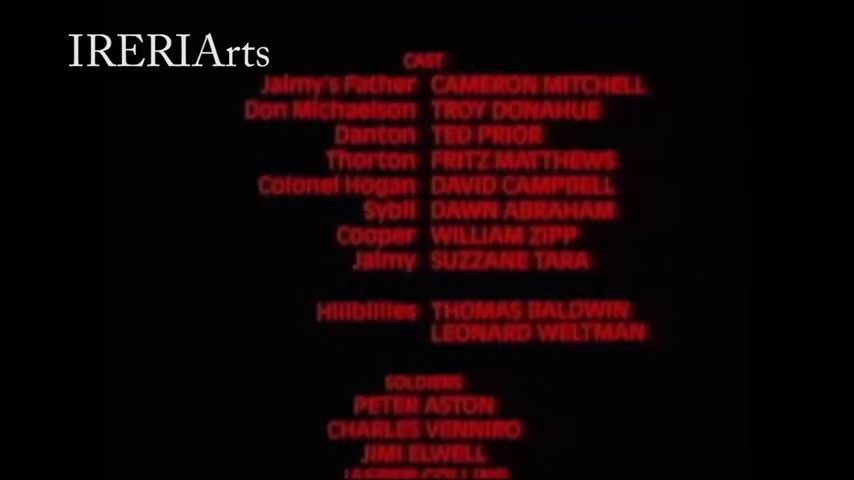 IRERIArts
CAST
Jaimy's Father CAMERON MITCHELL
Don Michaelson TROY DONAHUE
Danton TED PRIOR
Thorton FRITZ MATTHEWS
Colonel Hogan DAVID CAMPBELL
Sybil DAWN ABRAHAM
Cooper WILLIAM ZIPP
Jaimy SUZZANE TARA
Hillbillies THOMAS BALDWIN
LEONARD WELTMAN
SOLDIERS
PETER ASTON
CHARLES VENNIRO
JIMI ELWELL